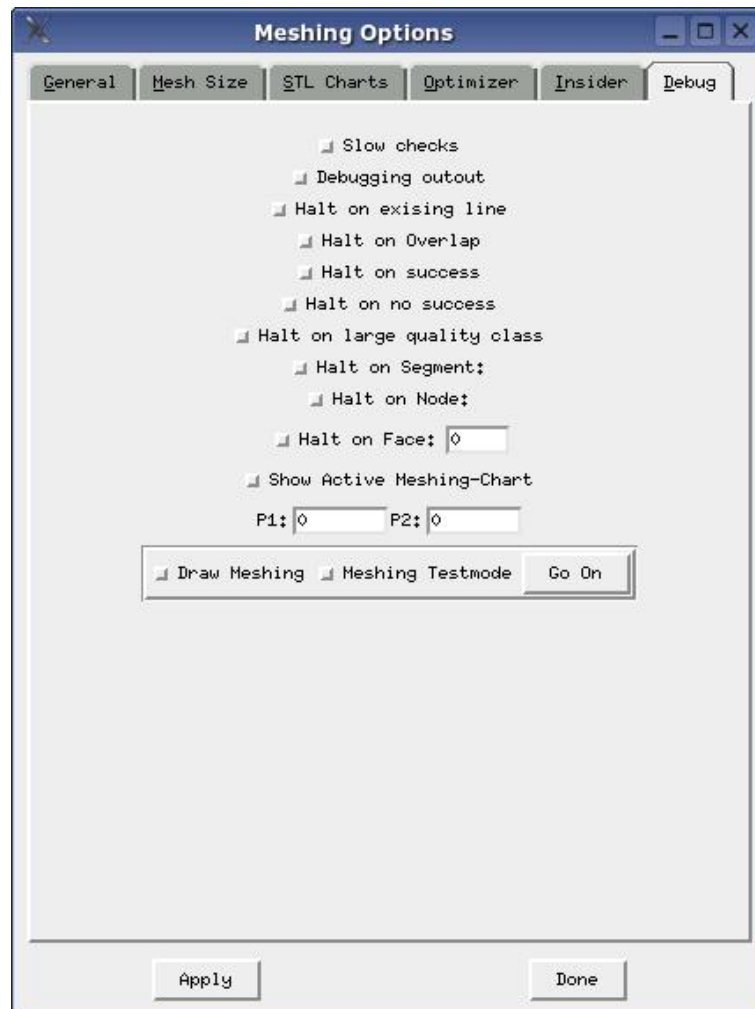 Meshing Options
General Mesh Size STL Charts Optimizer Insider Debug
Slow checks
Debugging outout
Halt on exising line
Halt on Overlap
Halt on success
Halt on no success
Halt on large quality class
Halt on Segment:
Halt on Node:
Halt on Face: 0
Show Active Meshing-Chart
P1: 0 P2: 0
Draw Meshing Meshing Testmode Go On
Apply Done